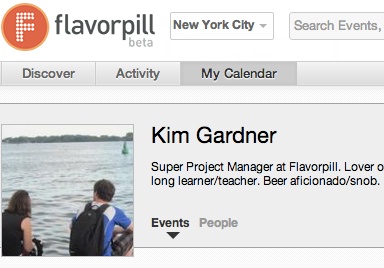 flavorpill
beta
New York City
Search Events,
Discover
Activity
My Calendar
Kim Gardner
Super Project Manager at Flavorpill. Lover o
long learner/teacher. Beer aficionado/snob.
Events
People